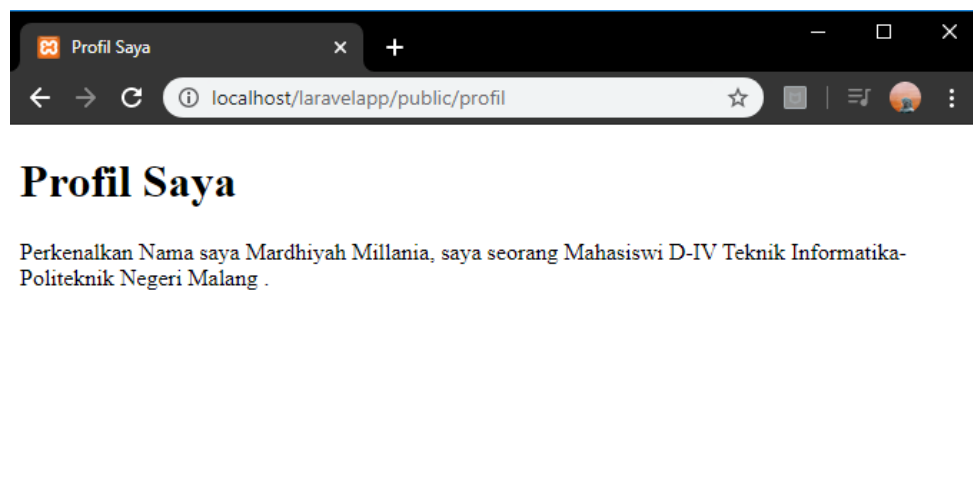 Profil Saya
localhost/laravelapp/public/profil
Profil Saya
Perkenalkan Nama saya Mardhiyah Millania, saya seorang Mahasiswi D-IV Teknik Informatika-
Politeknik Negeri Malang .